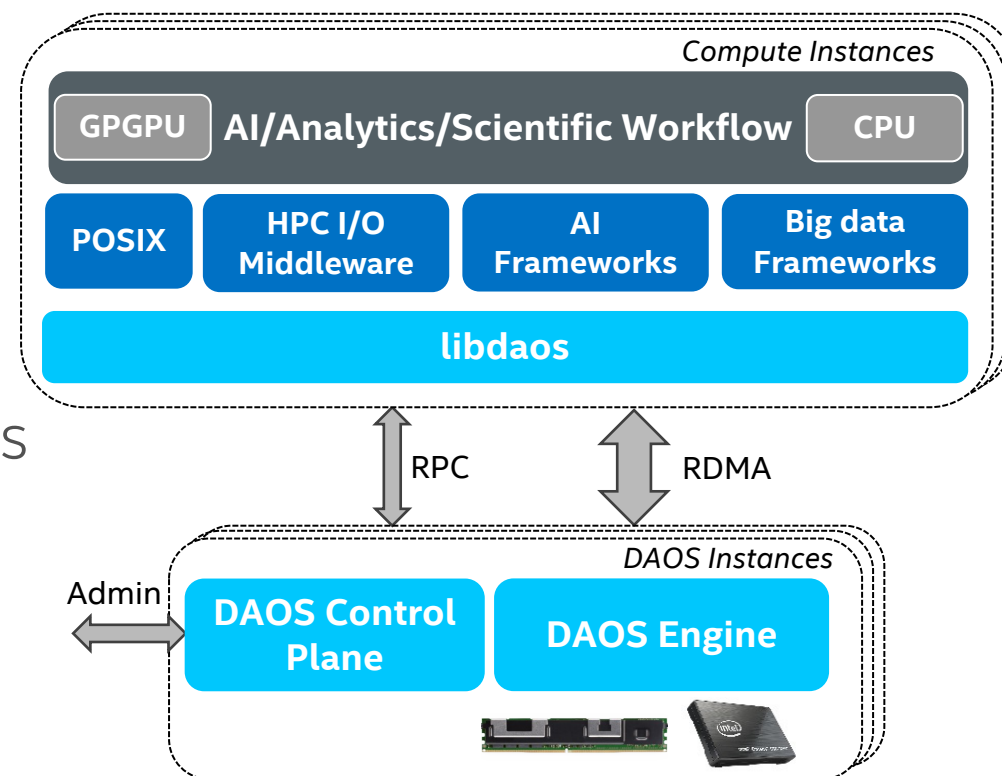 Compute Instances
GPGPU
AI/Analytics/Scientific Workflow
CPU
POSIX
HPC I/O
Middleware
AI
Frameworks
Big data
Frameworks
libdaos
S
RPC
RDMA
DAOS Instances
Admin
DAOS Control
Plane
DAOS Engine
intel